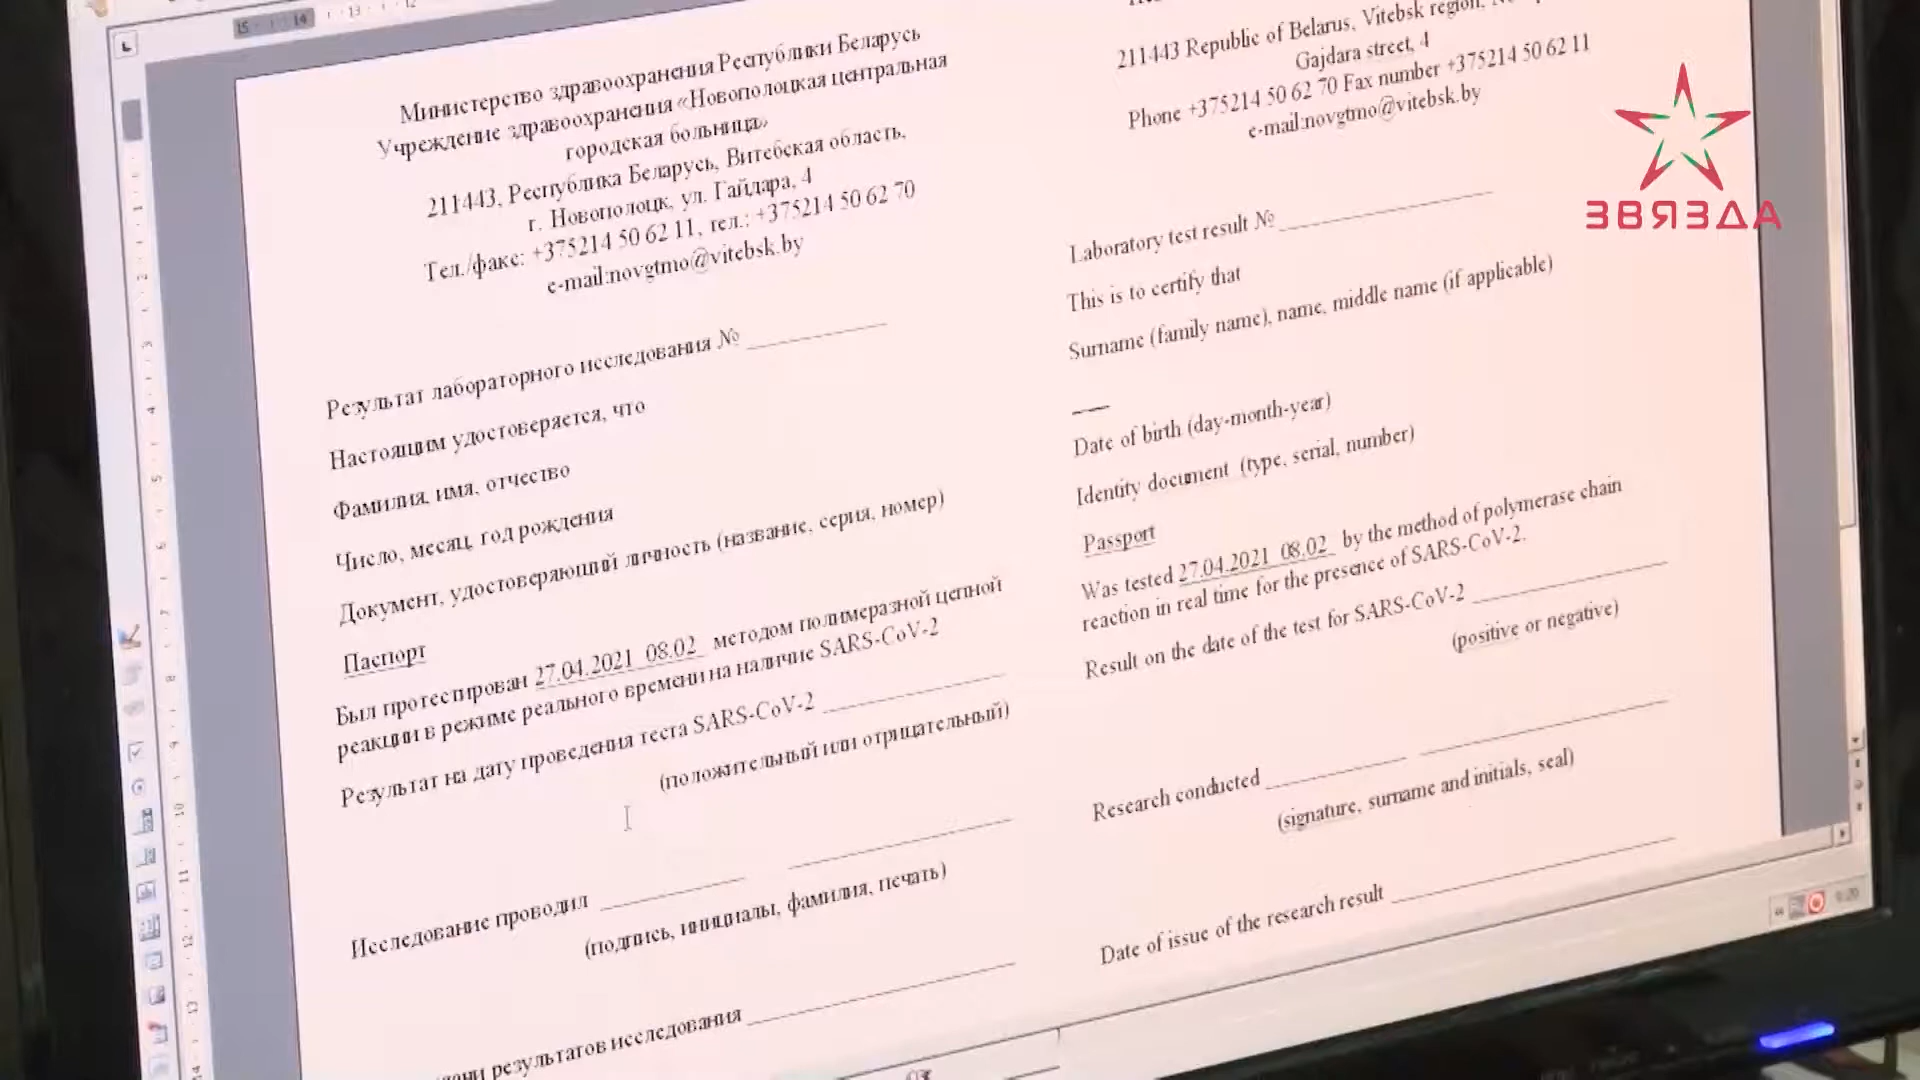 Министерство здравоохранения Республики Беларусь
Учреждение здравоохранения «Новополоцкая центральная
городская больница»
211443, Республика Беларусь, Витебская область,
г. Новополоцк, ул. Гайдара, 4
Тел./факс: +375214 50 62 11, тел.: +375214 50 62 70
e-mail:novgtmo@vitebsk.by
Результат лабораторного исследования №
Настоящим удостоверяется, что
Фамилия, имя, отчество
Число, месяц, год рождения
Документ, удостоверяющий личность (название, серия, номер)
Паспорт
Был протестирован 27.04.2021 08.02 методом полимеразной цепной
реакции в режиме реального времени на наличие SARS-CoV-2
Результат на дату проведения теста SARS-CoV-2
(положительный или отрицательный)
Исследование проводил
(подпись, инициалы, фамилия, печать)
результатов исследования
211443 Republic of Belarus, Vitebsk region,
Gajdara street, 4
Phone +375214 50 62 70 Fax number +375214 50 62 11
e-mail:novgtmo@vitebsk.by
Laboratory test result №
This is to certify that
Surname (family name), name, middle name (if applicable)
Date of birth (day-month-year)
Identity document (type, serial, number)
Passport
Was tested 27.04.2021 08.02 by the method of polymerase chain
reaction in real time for the presence of SARS-CoV-2.
Result on the date of the test for SARS-CoV-2
(positive or negative)
Research conducted
(signature, surname and initials, seal)
Date of issue of the research result
ЗВЯЗДА